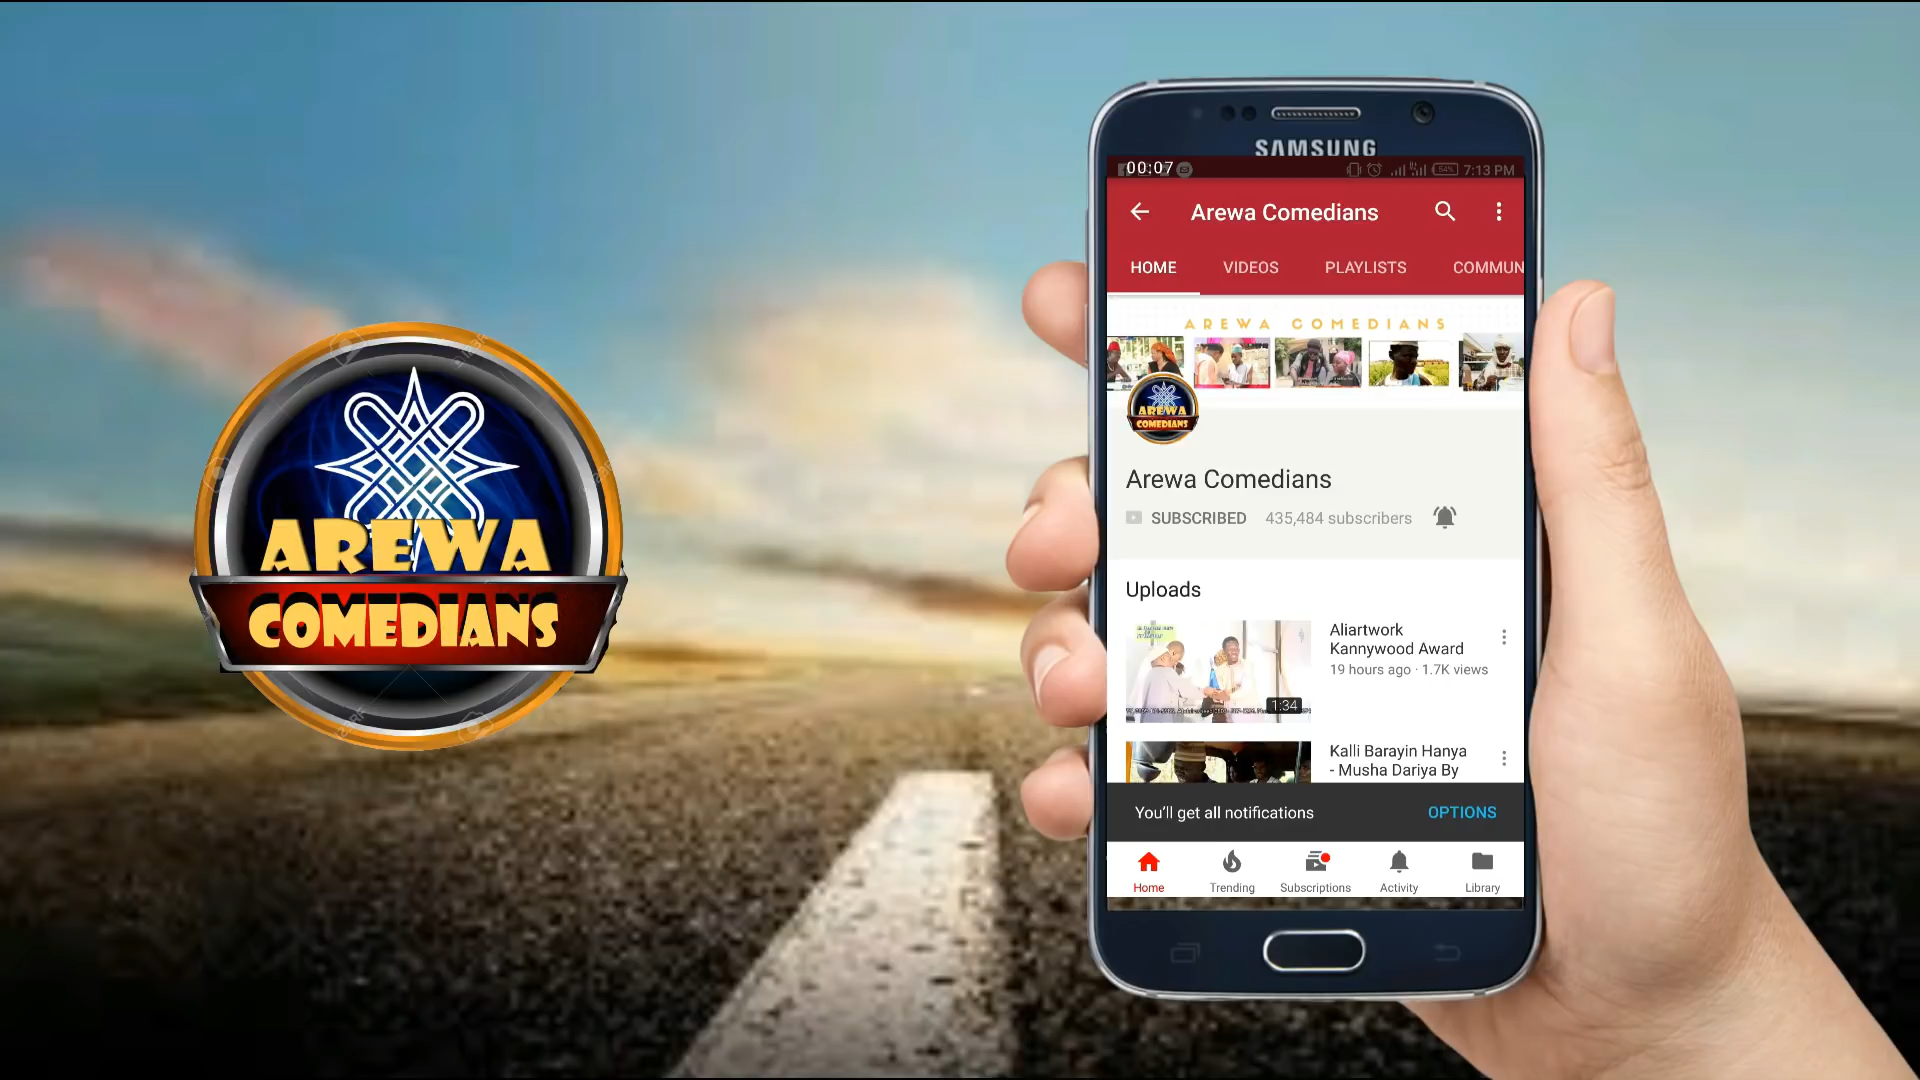 AREWA
COMEDIANS
SAMSUNG
00:07
54% 7:13 PM
Arewa Comedians
HOME VIDEOS PLAYLISTS COMMUN
AREWA COMEDIANS
AREWA
COMEDIANS
Arewa Comedians
SUBSCRIBED 435,484 subscribers
Uploads
Aliartwork
Kannywood Award
19 hours ago · 1.7K views
1:34
Kalli Barayin Hanya
- Musha Dariya By
You'll get all notifications OPTIONS
Home Trending Subscriptions Activity Library